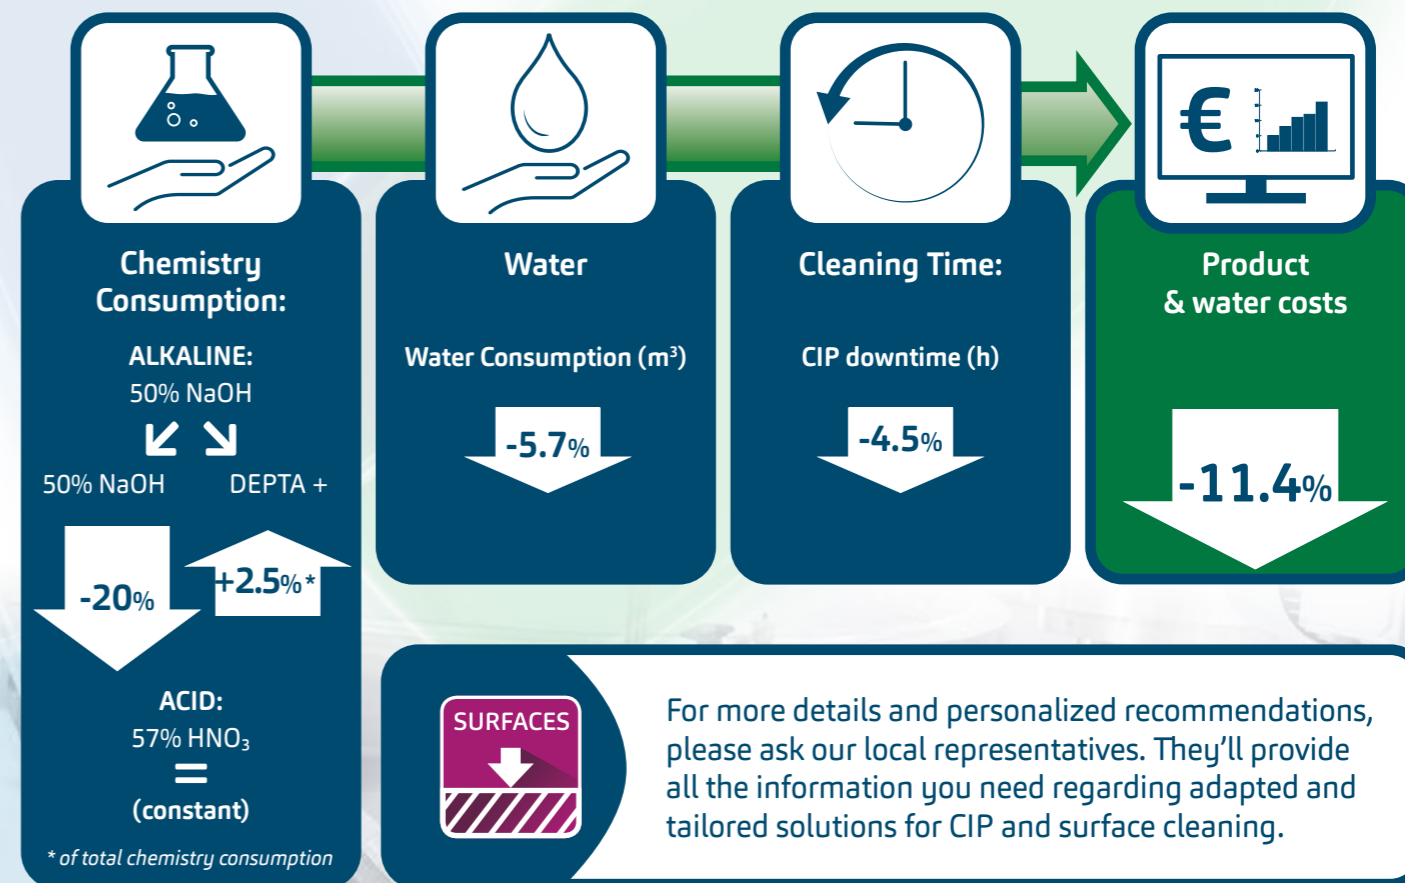 Chemistry
Consumption:
ALKALINE:
50% NaOH
50% NaOH DEPTA +
-20%
+2.5%*
ACID:
57% HNO₃
=
(constant)
* of total chemistry consumption
Water
Water Consumption (m³)
-5.7%
Cleaning Time:
CIP downtime (h)
-4.5%
€
Product
& water costs
-11.4%
SURFACES
For more details and personalized recommendations,
please ask our local representatives. They’ll provide
all the information you need regarding adapted and
tailored solutions for CIP and surface cleaning.